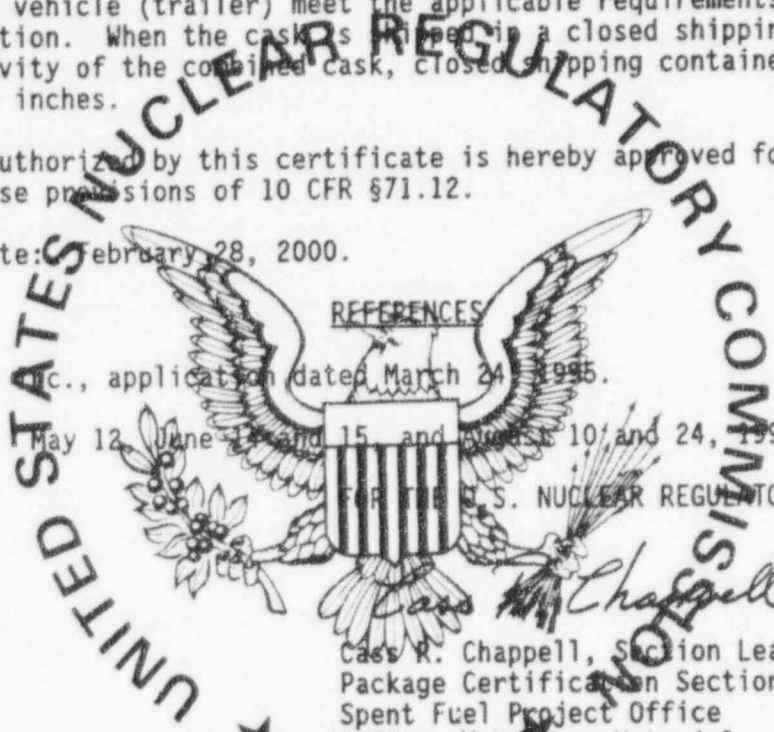 vehicle (trailer) meet the applicable requirements
tion. When the cask is shipped in a closed shippin
vity of the combined cask, closed shipping containe
inches.
uthorized by this certificate is hereby approved fo
se provisions of 10 CFR §71.12.
te: February 28, 2000.
REFERENCES
nc., application dated March 24, 1995.
May 12, June 14 and 15, and August 10 and 24, 199
FOR THE U.S. NUCLEAR REGULATO
Cass R. Chappell
Cass R. Chappell, Section Lea
Package Certification Section
Spent Fuel Project Office
UNITED STATES NUCLEAR REGULATORY COMMISSION